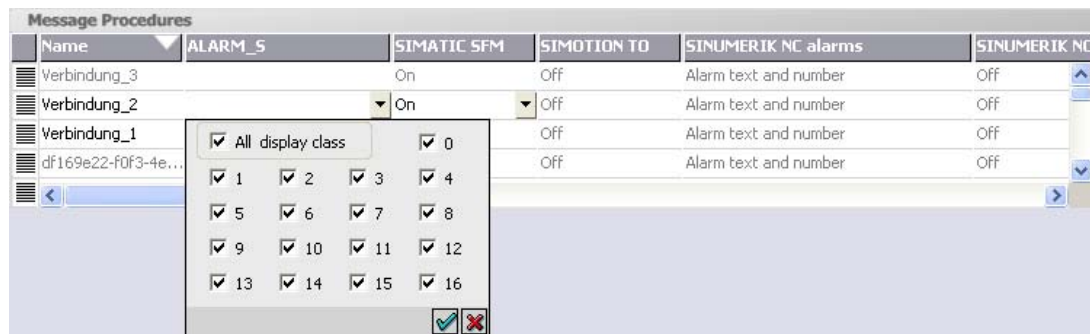 Message Procedures
Name ALARM_S SIMATIC SFM SIMOTION TO SINUMERIK NC alarms SINUMERIK NC
Verbindung_3 On Off Alarm text and number Off
Verbindung_2 On Off Alarm text and number Off
Verbindung_1 Off Alarm text and number Off
df169e22-f0f3-4e... Off Alarm text and number Off
All display class 0
1 2 3 4
5 6 7 8
9 10 11 12
13 14 15 16